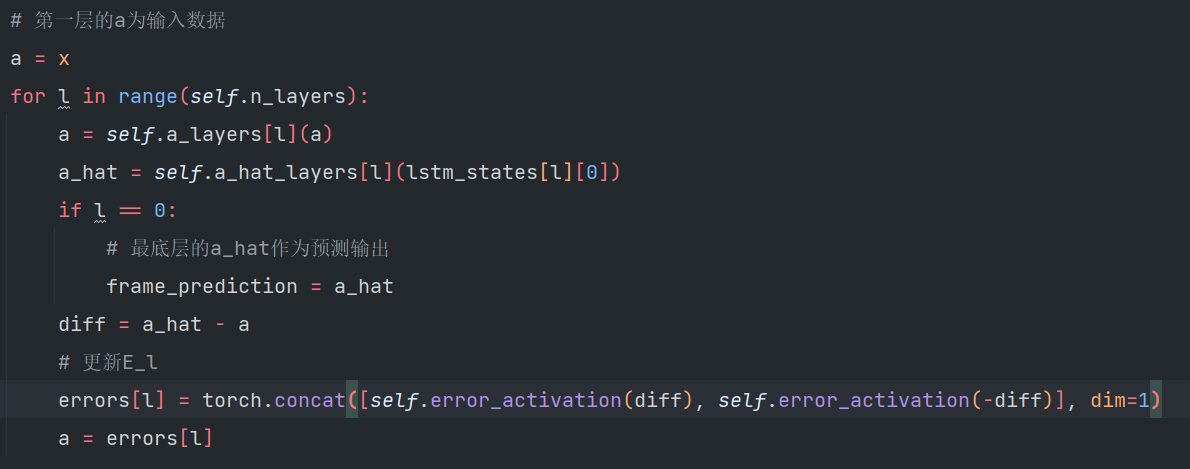 # 第一层的a为输入数据
a = x
for l in range(self.n_layers):
    a = self.a_layers[l](a)
    a_hat = self.a_hat_layers[l](lstm_states[l][0])
    if l == 0:
        # 最底层的a_hat作为预测输出
        frame_prediction = a_hat
    diff = a_hat - a
    # 更新E_l
    errors[l] = torch.concat([self.error_activation(diff), self.error_activation(-diff)], dim=1)
    a = errors[l]